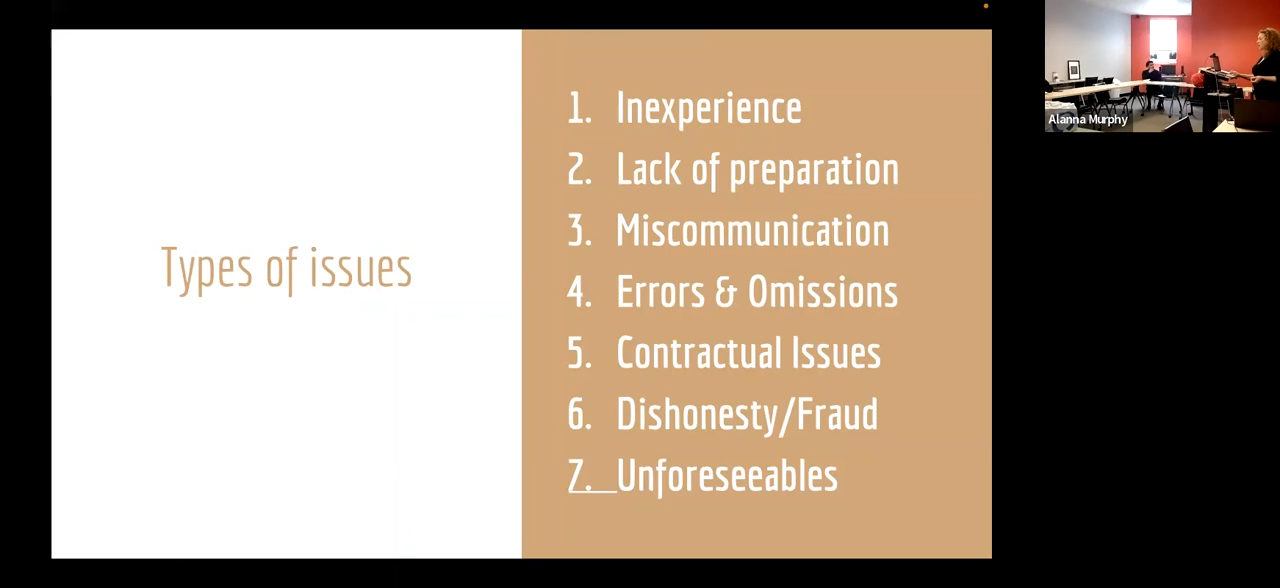 Types of issues
1. Inexperience
2. Lack of preparation
3. Miscommunication
4. Errors & Omissions
5. Contractual Issues
6. Dishonesty/Fraud
7. Unforeseeables
Alanna Murphy